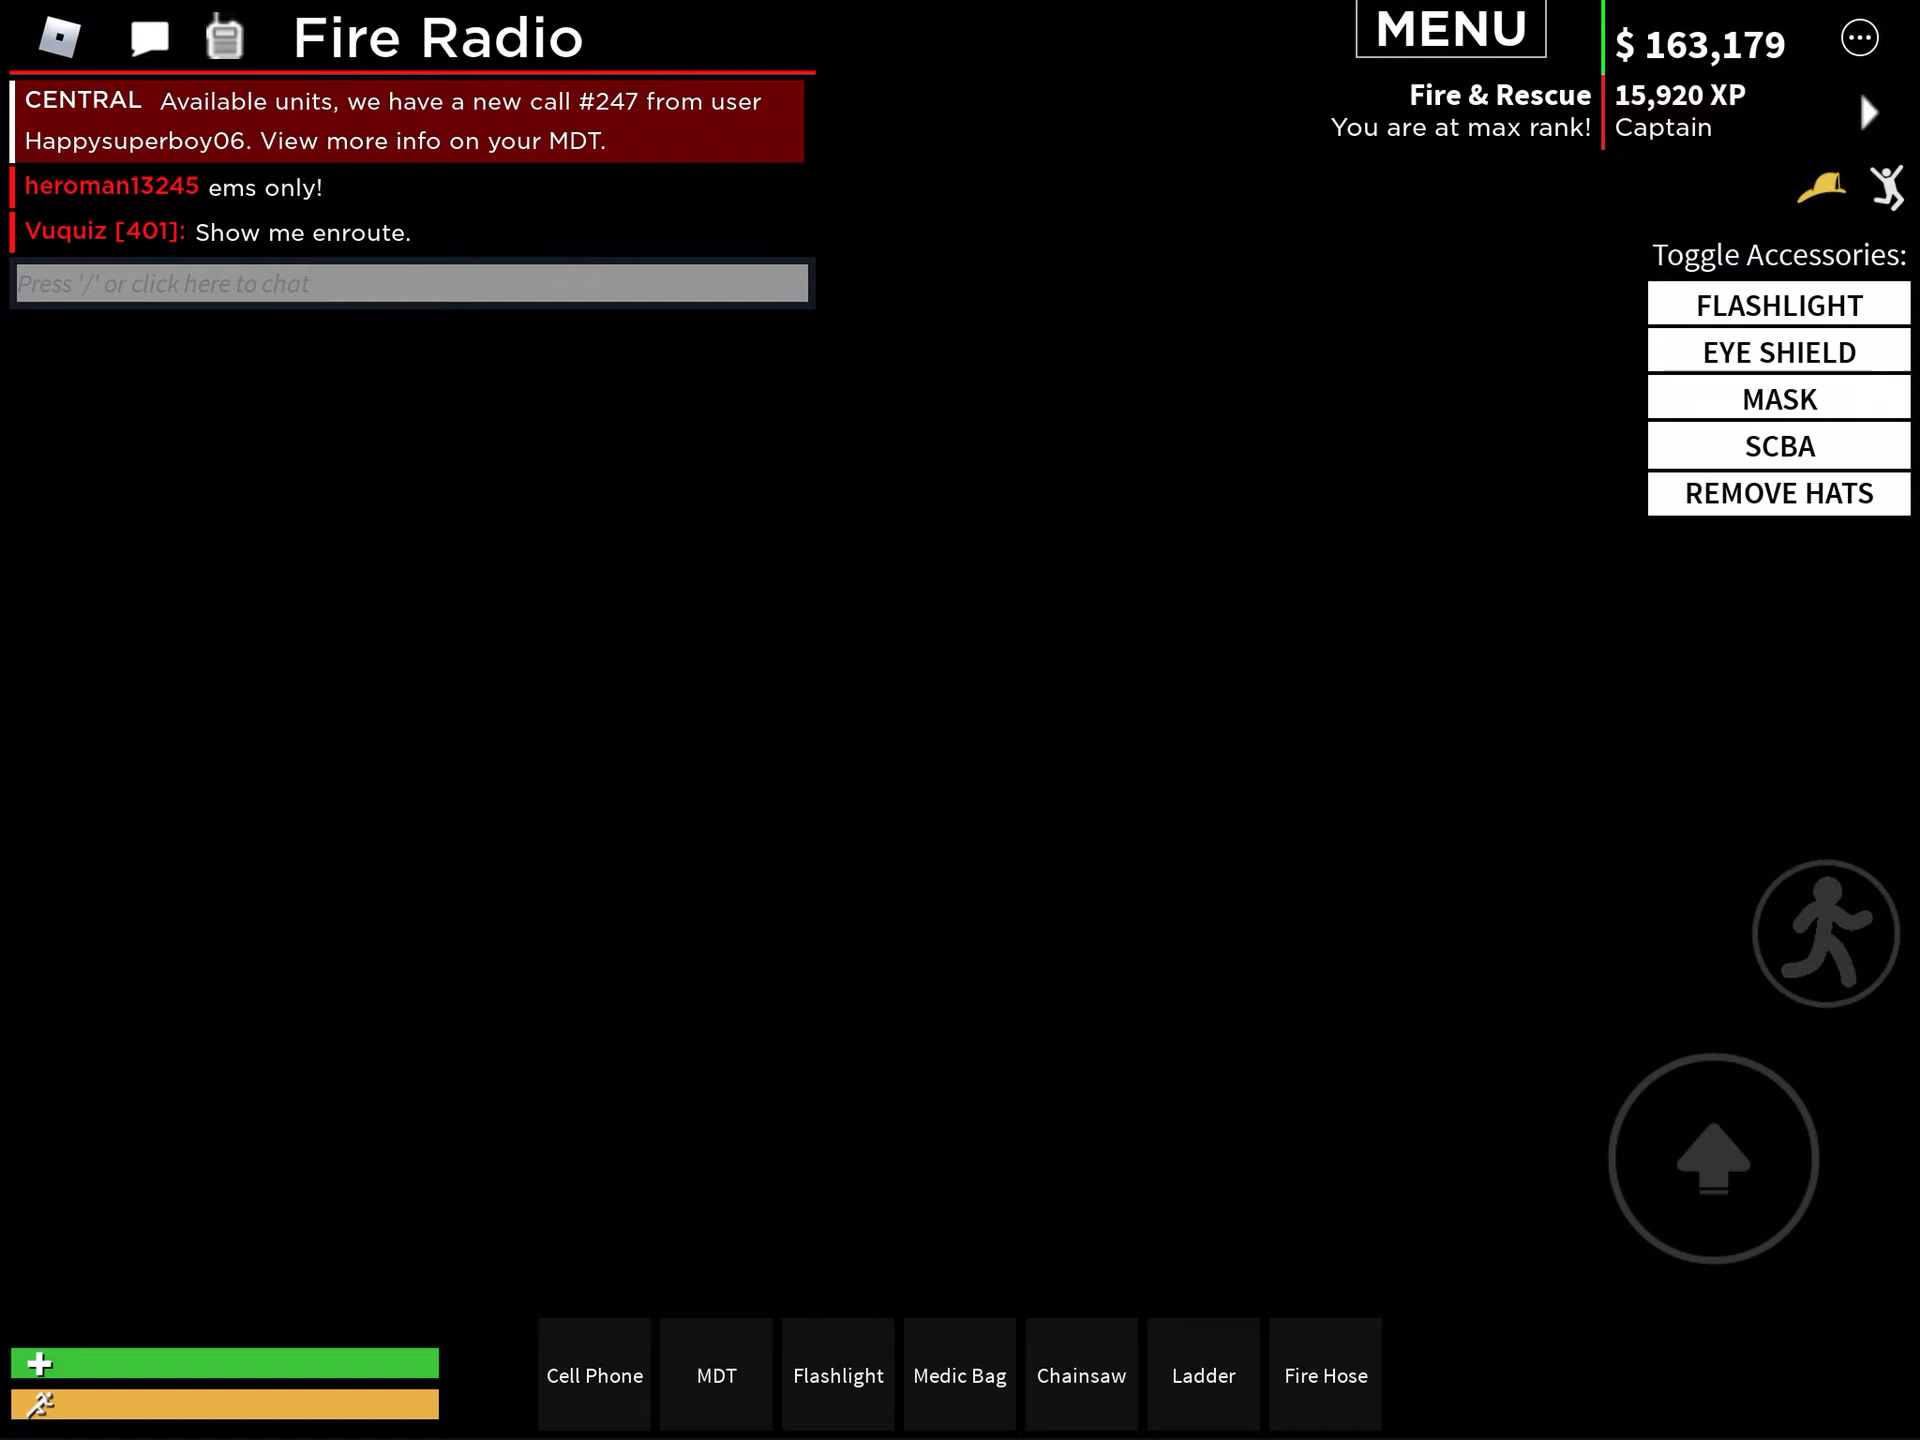 Fire Radio
MENU
$ 163,179
CENTRAL Available units, we have a new call #247 from user
Happysuperboy06. View more info on your MDT.
Fire & Rescue
15,920 XP
You are at max rank!
Captain
heroman13245 ems only!
Vuquiz [401]: Show me enroute.
Press '/' or click here to chat
Toggle Accessories:
FLASHLIGHT
EYE SHIELD
MASK
SCBA
REMOVE HATS
Cell Phone
MDT
Flashlight
Medic Bag
Chainsaw
Ladder
Fire Hose